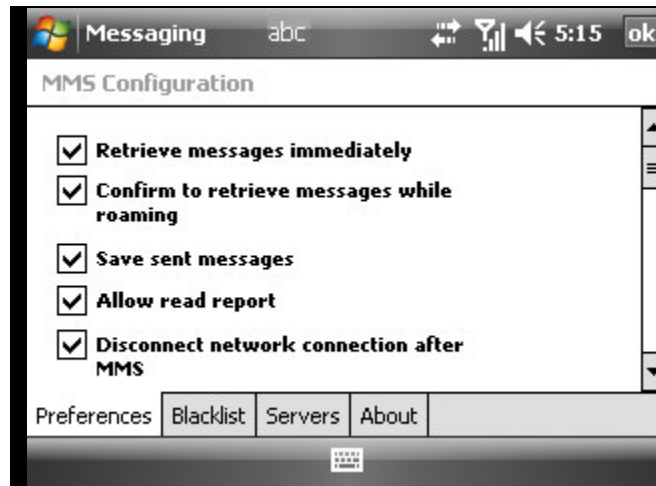 Messaging
abc
5:15
ok
MMS Configuration
Retrieve messages immediately
Confirm to retrieve messages while
roaming
Save sent messages
Allow read report
Disconnect network connection after
MMS
Preferences
Blacklist
Servers
About